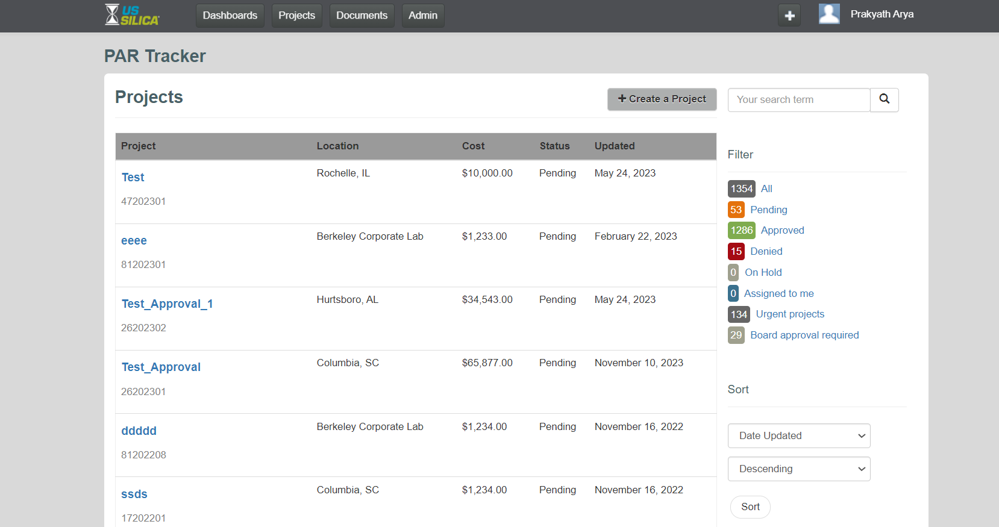 US
SILICA
Dashboards
Projects
Documents
Admin
Prakyath Arya
PAR Tracker
Projects
Create a Project
Your search term
Project Location Cost Status Updated
Test Rochelle, IL $10,000.00 Pending May 24, 2023
47202301
eeee Berkeley Corporate Lab $1,233.00 Pending February 22, 2023
81202301
Test_Approval_1 Hurtsboro, AL $34,543.00 Pending May 24, 2023
26202302
Test_Approval Columbia, SC $65,877.00 Pending November 10, 2023
26202301
ddddd Berkeley Corporate Lab $1,234.00 Pending November 16, 2022
81202208
ssds Columbia, SC $1,234.00 Pending November 16, 2022
17202201
Filter
1354 All
53 Pending
1286 Approved
15 Denied
0 On Hold
0 Assigned to me
134 Urgent projects
29 Board approval required
Sort
Date Updated
Descending
Sort